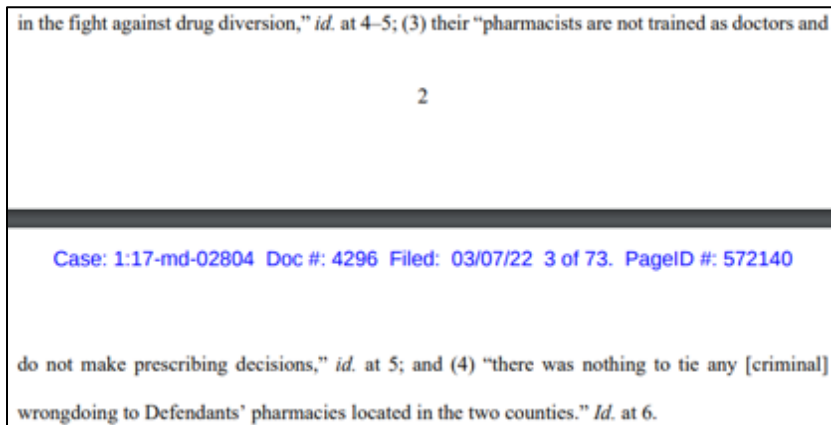 in the fight against drug diversion,” id. at 4–5; (3) their “pharmacists are not trained as doctors and
2
Case: 1:17-md-02804 Doc #: 4296 Filed: 03/07/22 3 of 73. PageID #: 572140
do not make prescribing decisions,” id. at 5; and (4) “there was nothing to tie any [criminal]
wrongdoing to Defendants’ pharmacies located in the two counties.” Id. at 6.